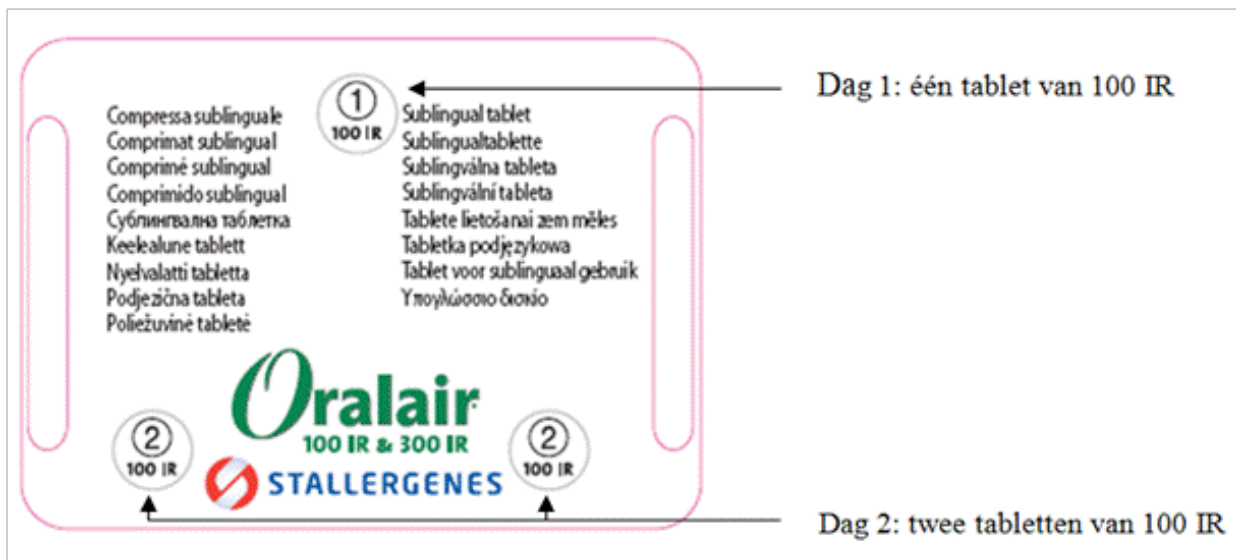 Dag 1: één tablet van 100 IR
1
100 IR
Compressa sublinguale
Comprimat sublingual
Comprimé sublingual
Comprimido sublingual
Сублингвална таблетка
Keelealune tablett
Nyelvalatti tabletta
Podjezična tableta
Poliežuvinė tabletė
Sublingual tablet
Sublingualtablette
Sublingválna tableta
Sublingvální tableta
Tablete lietošanai zem mēles
Tabletka podjęzykowa
Tablet voor sublinguaal gebruik
Υπογλώσσιο δισκίο
Oralair
100 IR & 300 IR
STALLERGENES
2
100 IR
2
100 IR
Dag 2: twee tabletten van 100 IR